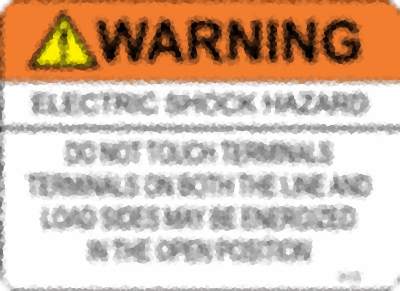 WARNING
ELECTRIC SHOCK HAZARD
DO NOT TOUCH TERMINALS
TERMINALS ON BOTH THE LINE AND
LOAD SIDES MAY BE ENERGIZED
IN THE OPEN POSITION